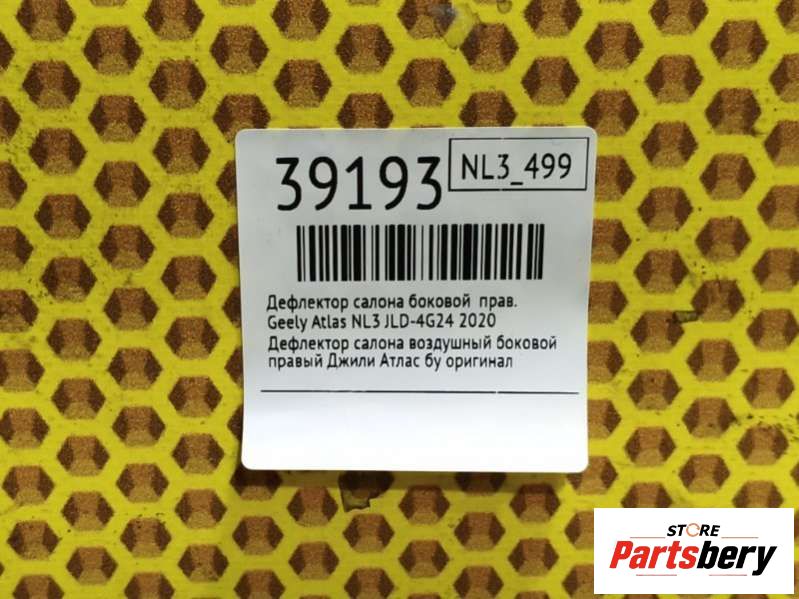 39193
NL3_499
Дефлектор салона боковой прав.
Geely Atlas NL3 JLD-4G24 2020
Дефлектор салона воздушный боковой
правый Джили Атлас бу оригинал
STORE
Partsbery